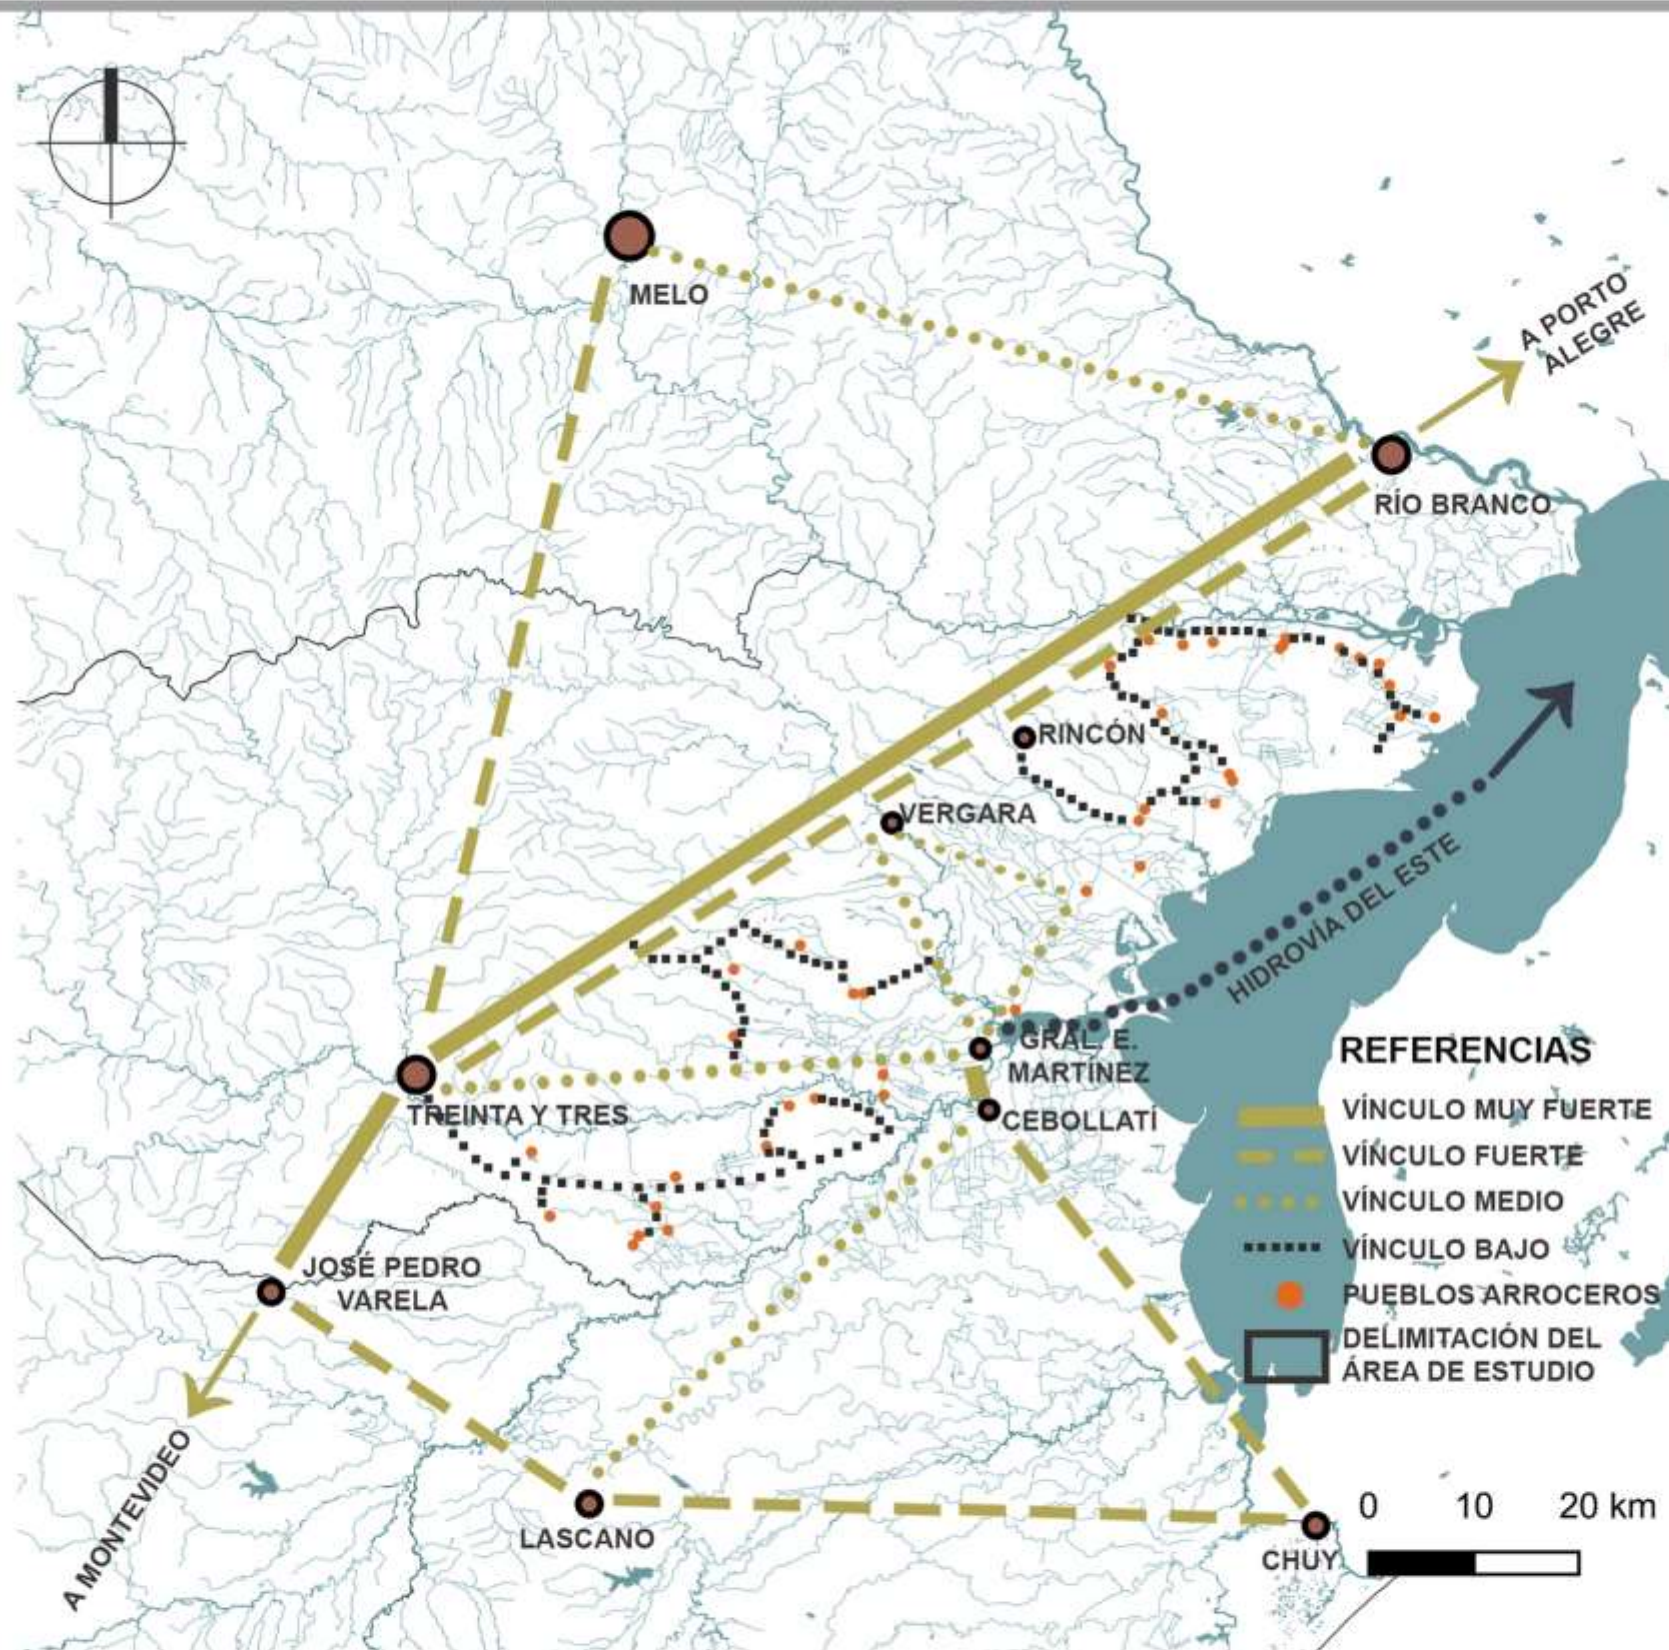 MELO
A PORTO
ALEGRE
RÍO BRANCO
RINCÓN
VERGARA
HIDROVÍA DEL ESTE
GRAL. E.
MARTÍNEZ
CEBOLLATÍ
TREINTA Y TRES
JOSÉ PEDRO
VARELA
A MONTEVIDEO
LASCANO
CHUY
REFERENCIAS
VÍNCULO MUY FUERTE
VÍNCULO FUERTE
VÍNCULO MEDIO
VÍNCULO BAJO
PUEBLOS ARROCEROS
DELIMITACIÓN DEL
ÁREA DE ESTUDIO
0 10 20 km